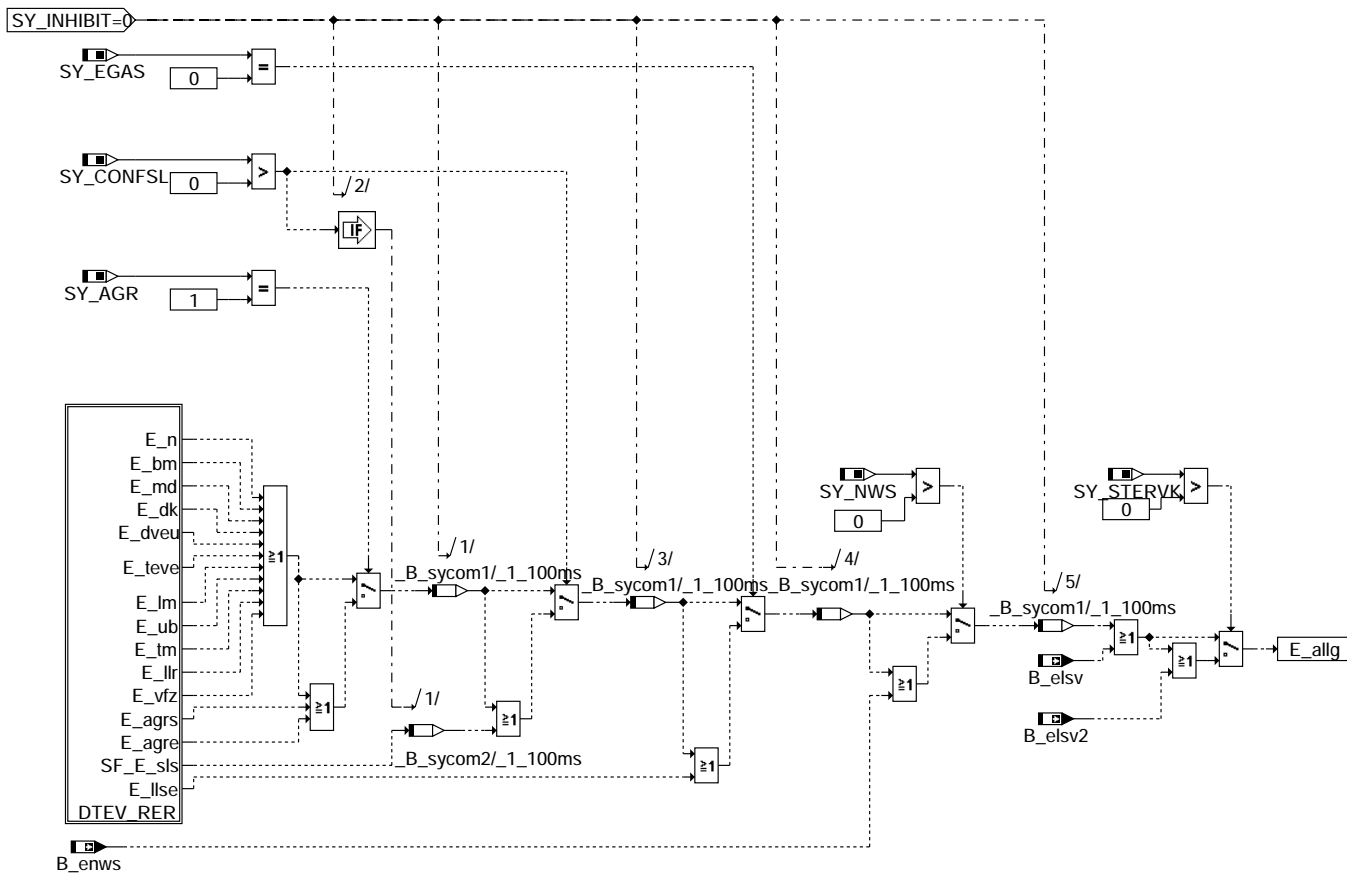 SY_INHIBIT=0
SY_EGAS
0
=
SY_CONFSL
0
>
/2/
IF
SY_AGR
1
=
E_n
E_bm
E_md
E_dk
E_dveu
E_teve
E_lm
E_ub
E_tm
E_llr
E_vfz
E_agrs
E_agre
SF_E_sls
E_llse
DTEV_RER
≥1
≥1
/1/
_B_sycom1/_1_100ms
/1/
_B_sycom2/_1_100ms
≥1
/3/
_B_sycom1/_1_100ms
≥1
/4/
_B_sycom1/_1_100ms
SY_NWS
0
>
≥1
/5/
_B_sycom1/_1_100ms
SY_STERVK
0
>
≥1
≥1
B_elsv
B_elsv2
E_allg
B_enws